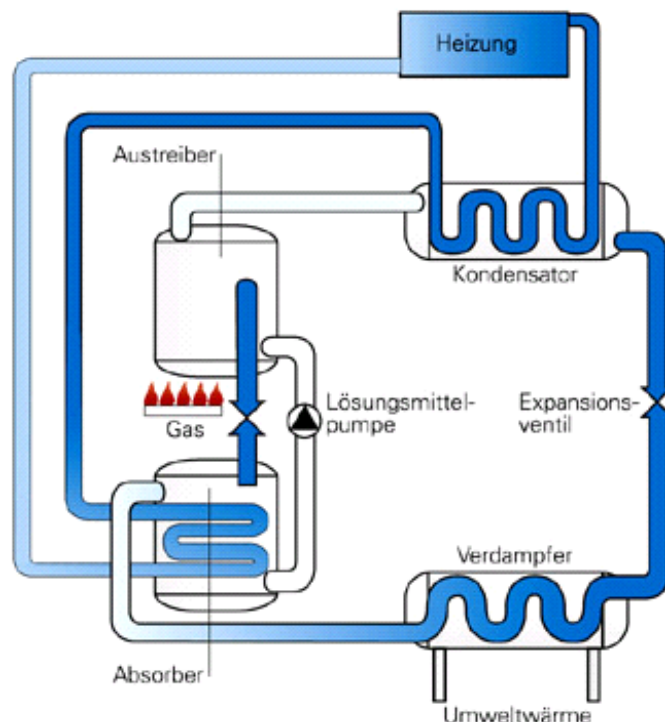 Heizung
Austreiber
Kondensator
Lösungsmittel-
pumpe
Expansions-
ventil
Gas
Verdampfer
Absorber
Umweltwärme